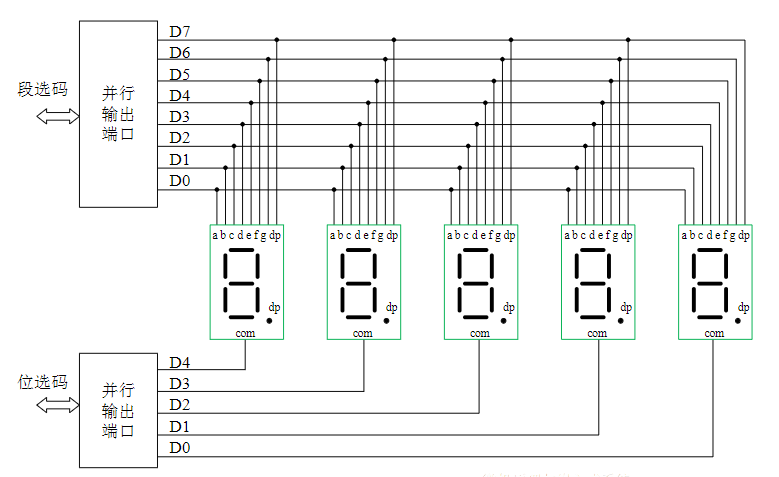 D7
D6
段选码
D5
并行
输出
端口
D4
D3
D2
D1
D0
a b c d e f g dp
a b c d e f g dp
a b c d e f g dp
a b c d e f g dp
a b c d e f g dp
dp
dp
dp
dp
dp
com
com
com
com
com
位选码
并行
输出
端口
D4
D3
D2
D1
D0